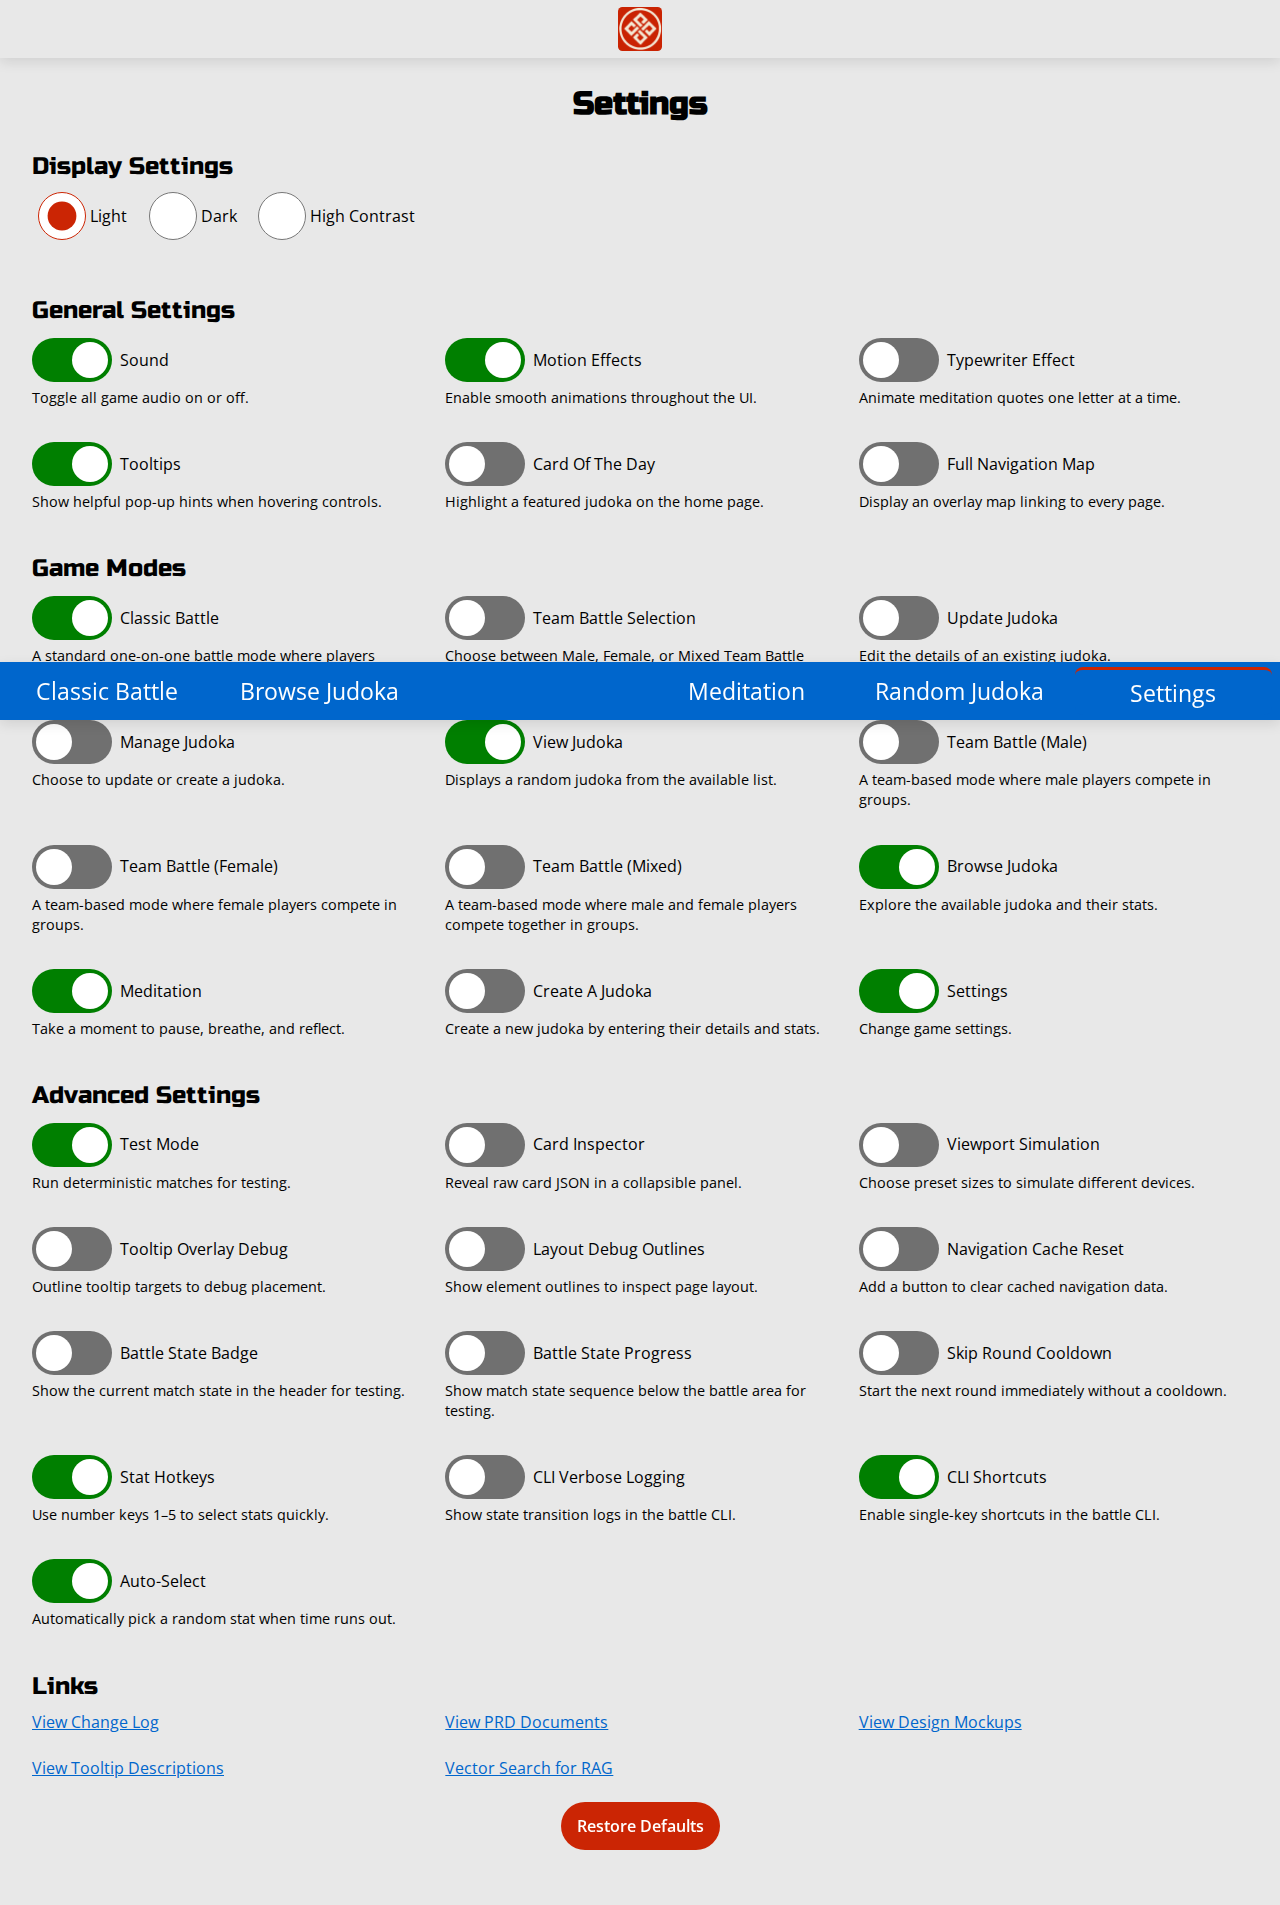 Settings
Display Settings
Light
Dark
High Contrast
General Settings
Sound
Motion Effects
Typewriter Effect
Toggle all game audio on or off.
Enable smooth animations throughout the UI.
Animate meditation quotes one letter at a time.
Tooltips
Card Of The Day
Full Navigation Map
Show helpful pop-up hints when hovering controls.
Highlight a featured judoka on the home page.
Display an overlay map linking to every page.
Game Modes
Classic Battle
Team Battle Selection
Update Judoka
A standard one-on-one battle mode where players
Choose between Male, Female, or Mixed Team Battle
Edit the details of an existing judoka.
Classic Battle
Browse Judoka
Meditation
Random Judoka
Settings
Manage Judoka
View Judoka
Team Battle (Male)
Choose to update or create a judoka.
Displays a random judoka from the available list.
A team-based mode where male players compete in
groups.
Team Battle (Female)
Team Battle (Mixed)
Browse Judoka
A team-based mode where female players compete in
groups.
A team-based mode where male and female players
compete together in groups.
Explore the available judoka and their stats.
Meditation
Create A Judoka
Settings
Take a moment to pause, breathe, and reflect.
Create a new judoka by entering their details and stats.
Change game settings.
Advanced Settings
Test Mode
Card Inspector
Viewport Simulation
Run deterministic matches for testing.
Reveal raw card JSON in a collapsible panel.
Choose preset sizes to simulate different devices.
Tooltip Overlay Debug
Layout Debug Outlines
Navigation Cache Reset
Outline tooltip targets to debug placement.
Show element outlines to inspect page layout.
Add a button to clear cached navigation data.
Battle State Badge
Battle State Progress
Skip Round Cooldown
Show the current match state in the header for testing.
Show match state sequence below the battle area for
testing.
Start the next round immediately without a cooldown.
Stat Hotkeys
CLI Verbose Logging
CLI Shortcuts
Use number keys 1–5 to select stats quickly.
Show state transition logs in the battle CLI.
Enable single-key shortcuts in the battle CLI.
Auto-Select
Automatically pick a random stat when time runs out.
Links
View Change Log
View PRD Documents
View Design Mockups
View Tooltip Descriptions
Vector Search for RAG
Restore Defaults